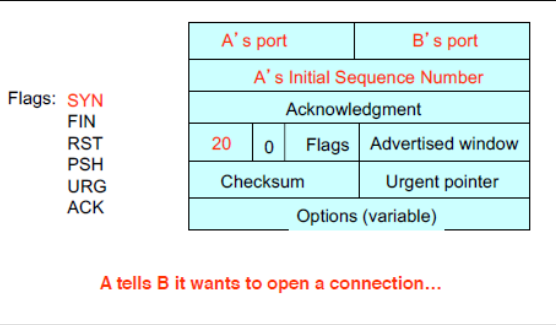 A's port B's port
A's Initial Sequence Number
Flags: SYN
Acknowledgment
FIN
RST
20 0 Flags Advertised window
PSH
URG
Checksum Urgent pointer
ACK
Options (variable)
A tells B it wants to open a connection…